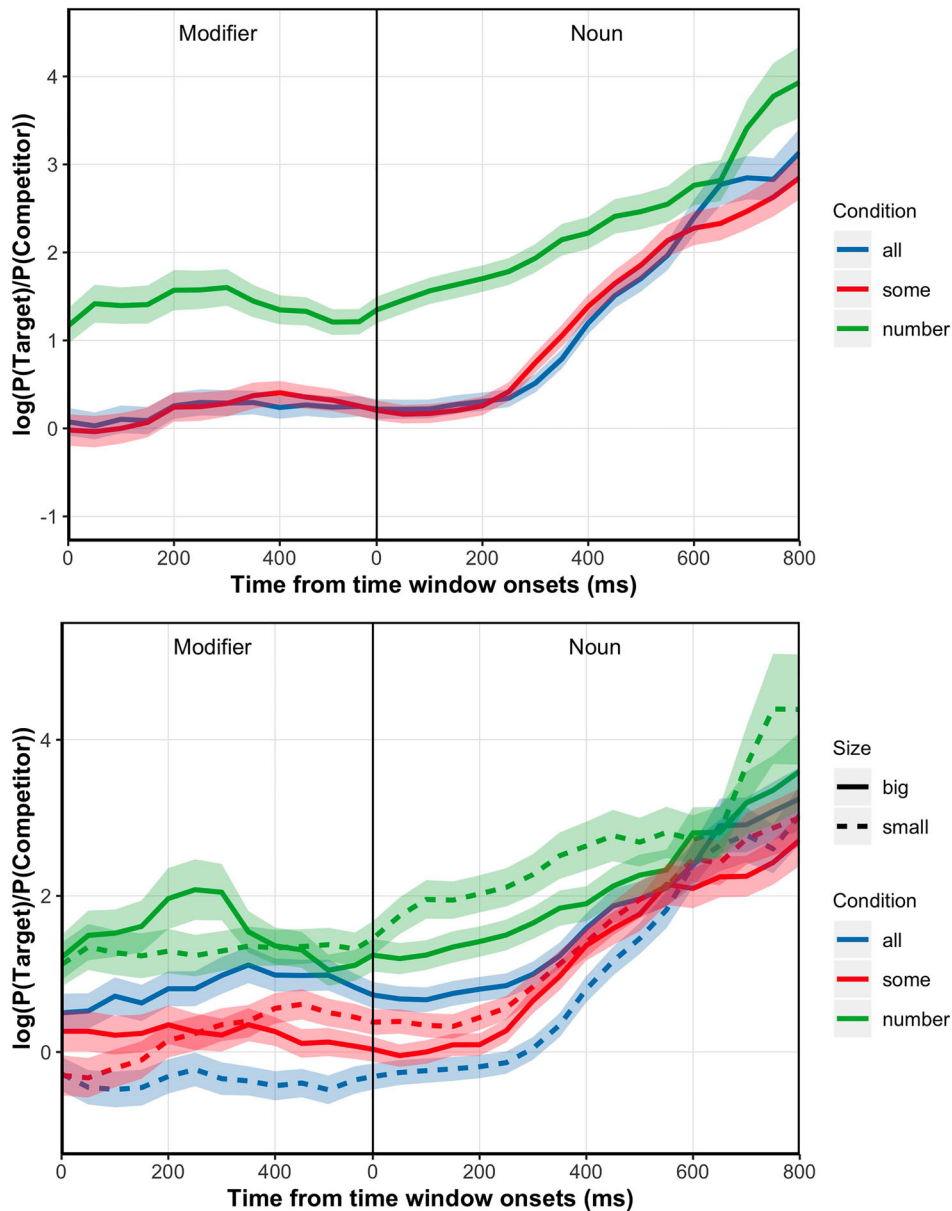 Modifier Noun
log(P(Target)/P(Competitor))
4
3
2
1
0
-1
0 200 400 0 200 400 600 800
Time from time window onsets (ms)
Condition
all
some
number
Modifier Noun
log(P(Target)/P(Competitor))
4
2
0
0 200 400 0 200 400 600 800
Time from time window onsets (ms)
Size
big
small
Condition
all
some
number